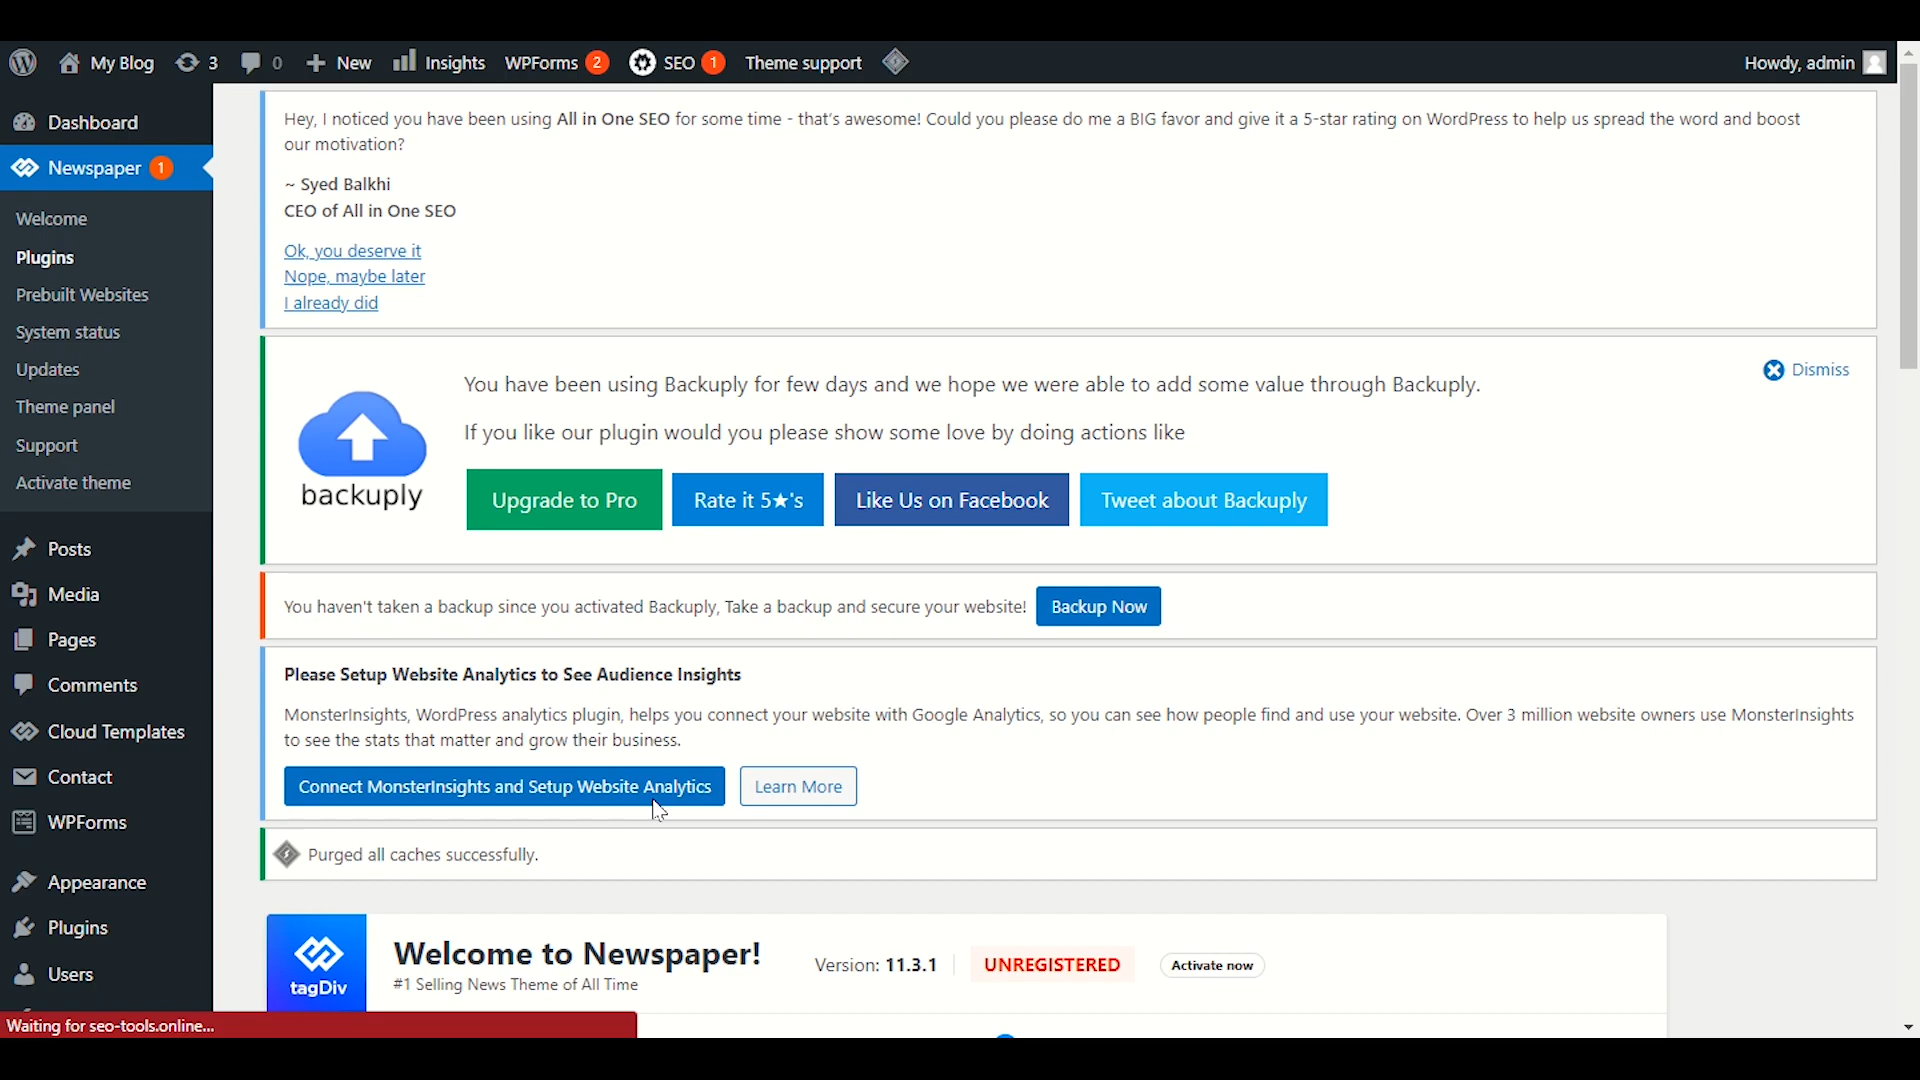 My Blog 3 0 New Insights WPForms 2 SEO 1 Theme support Howdy, admin
Dashboard
Newspaper 1
Welcome
Plugins
Prebuilt Websites
System status
Updates
Theme panel
Support
Activate theme
Posts
Media
Pages
Comments
Cloud Templates
Contact
WPForms
Appearance
Plugins
Users
Hey, I noticed you have been using All in One SEO for some time - that's awesome! Could you please do me a BIG favor and give it a 5-star rating on WordPress to help us spread the word and boost
our motivation?
~ Syed Balkhi
CEO of All in One SEO
Ok, you deserve it
Nope, maybe later
I already did
You have been using Backuply for few days and we hope we were able to add some value through Backuply.
Dismiss
If you like our plugin would you please show some love by doing actions like
backuply
Upgrade to Pro Rate it 5★'s Like Us on Facebook Tweet about Backuply
You haven't taken a backup since you activated Backuply, Take a backup and secure your website! Backup Now
Please Setup Website Analytics to See Audience Insights
MonsterInsights, WordPress analytics plugin, helps you connect your website with Google Analytics, so you can see how people find and use your website. Over 3 million website owners use MonsterInsights
to see the stats that matter and grow their business.
Connect MonsterInsights and Setup Website Analytics Learn More
Purged all caches successfully.
tagDiv
Welcome to Newspaper!
#1 Selling News Theme of All Time
Version: 11.3.1 UNREGISTERED Activate now
Waiting for seo-tools.online...